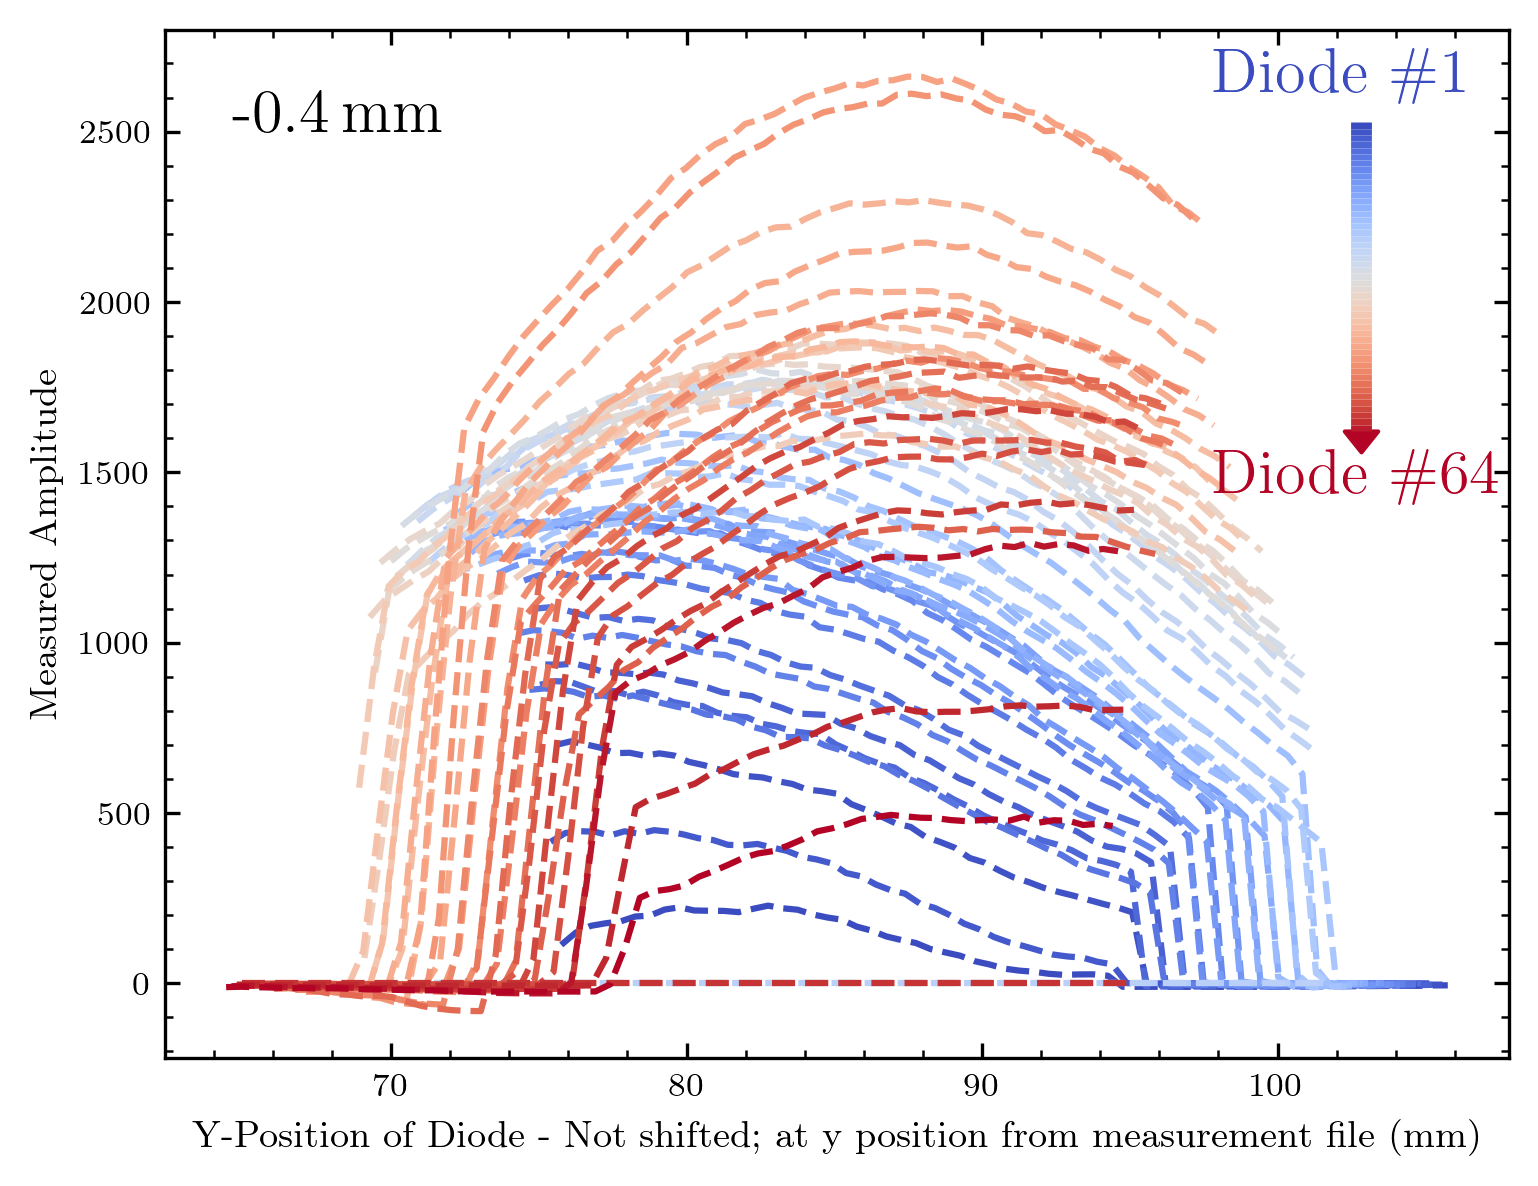 Diode #1
-0.4 mm
2500
2000
1500
1000
500
0
Diode #64
Measured Amplitude
70 80 90 100
Y-Position of Diode - Not shifted; at y position from measurement file (mm)